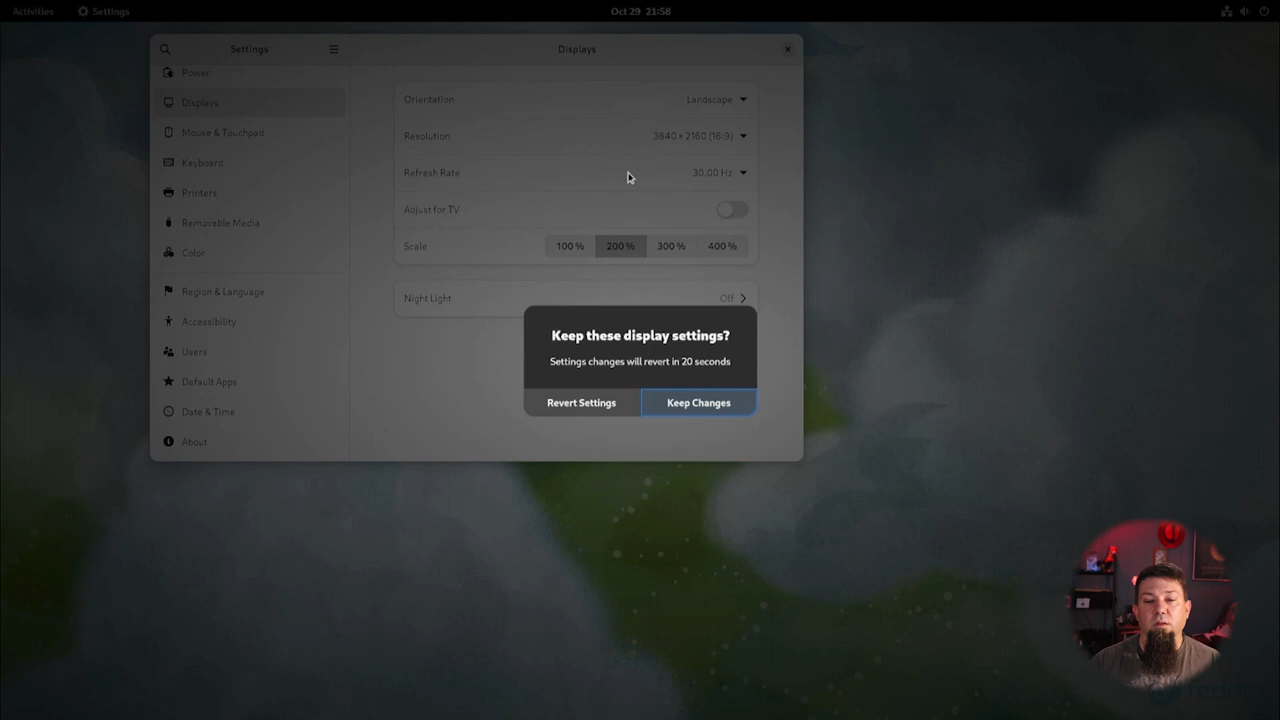 Activities
Settings
Oct 29 21:58
Settings
Displays
Power
Displays
Mouse & Touchpad
Keyboard
Printers
Removable Media
Color
Region & Language
Accessibility
Users
Default Apps
Date & Time
About
Orientation
Landscape
Resolution
3840 × 2160 (16:9)
Refresh Rate
30.00 Hz
Adjust for TV
Scale
100 %
200 %
300 %
400 %
Night Light
Off
Keep these display settings?
Settings changes will revert in 20 seconds
Revert Settings
Keep Changes